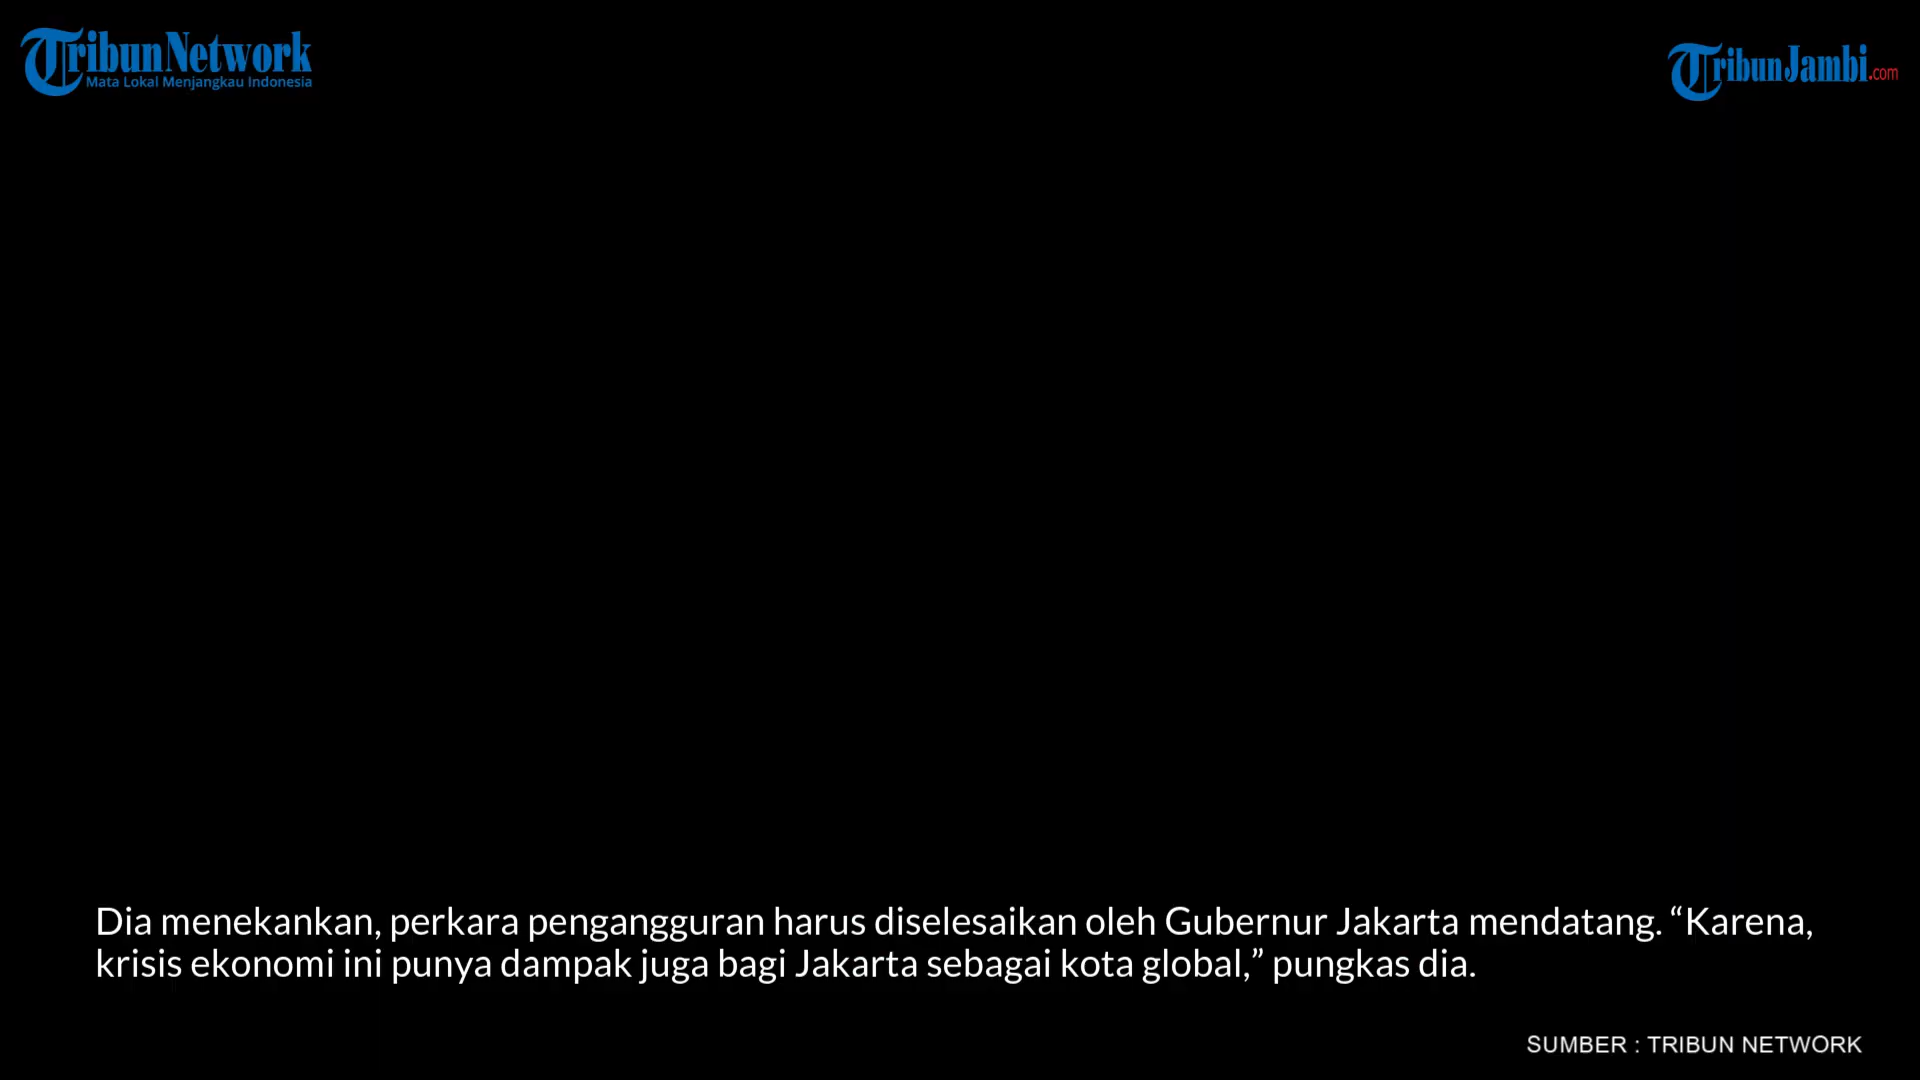 TribunNetwork
Mata Lokal Menjangkau Indonesia
TribunJambi.com
Dia menekankan, perkara pengangguran harus diselesaikan oleh Gubernur Jakarta mendatang. “Karena,
krisis ekonomi ini punya dampak juga bagi Jakarta sebagai kota global,” pungkas dia.
SUMBER : TRIBUN NETWORK